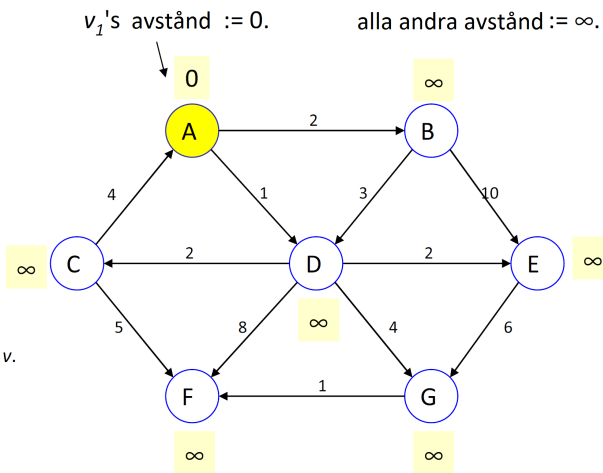 v1's avstånd := 0. alla andra avstånd := ∞.
0 ∞
A 2 B
4 1 3 10
∞ C 2 D 2 E ∞
∞
5 8 4 6
v.
F 1 G
∞ ∞